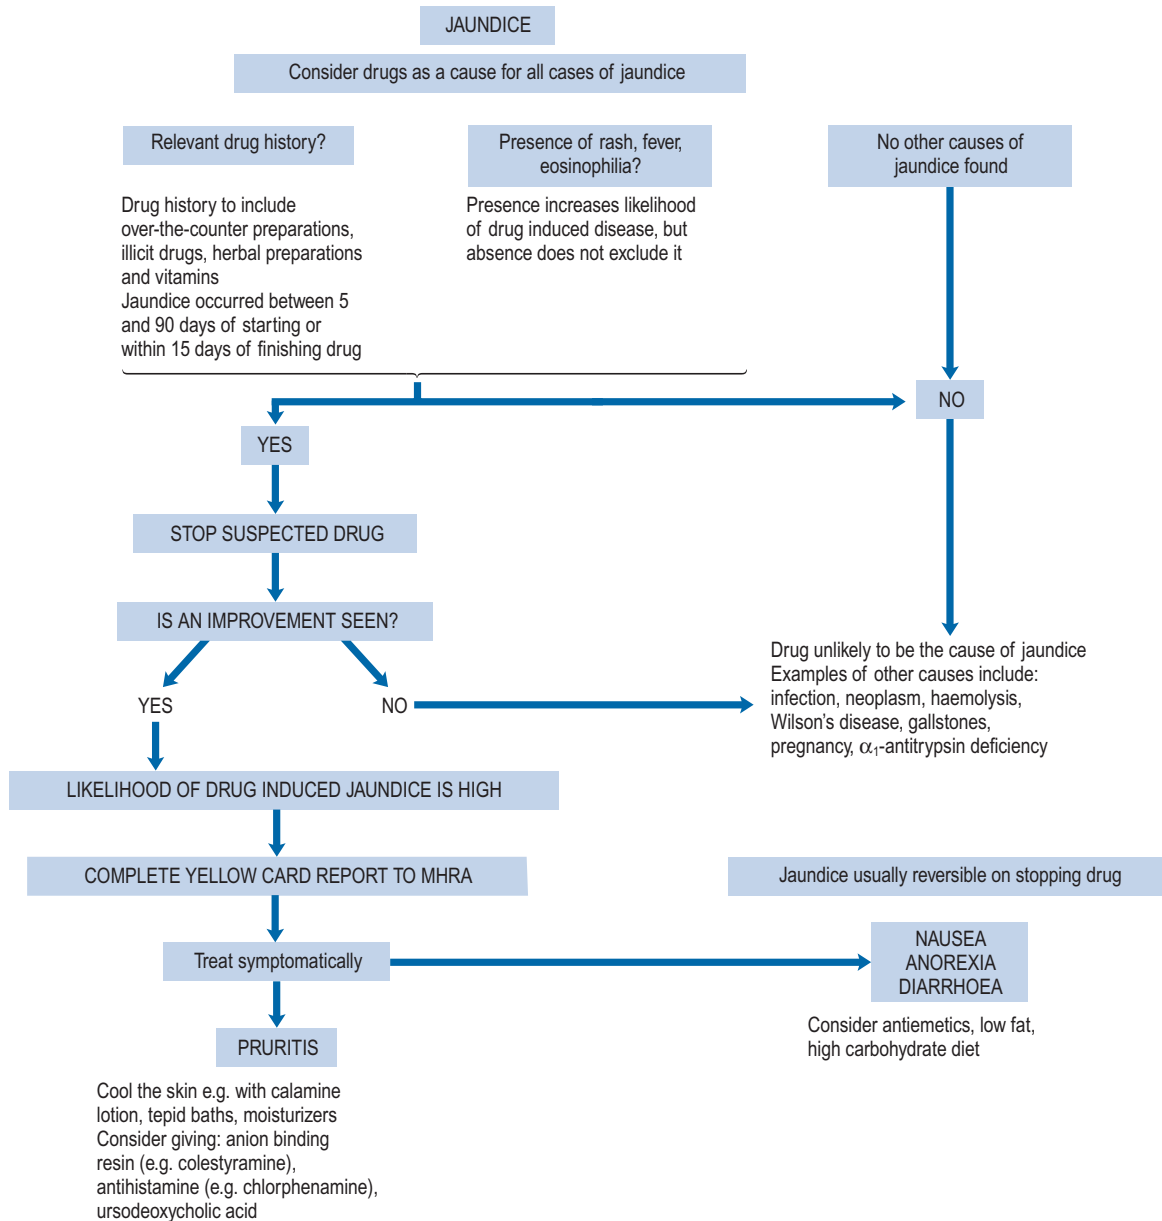 JAUNDICE
Consider drugs as a cause for all cases of jaundice
Relevant drug history?
Drug history to include
over-the-counter preparations,
illicit drugs, herbal preparations
and vitamins
Jaundice occurred between 5
and 90 days of starting or
within 15 days of finishing drug
Presence of rash, fever,
eosinophilia?
Presence increases likelihood
of drug induced disease, but
absence does not exclude it
No other causes of
jaundice found
YES
NO
STOP SUSPECTED DRUG
IS AN IMPROVEMENT SEEN?
YES
NO
Drug unlikely to be the cause of jaundice
Examples of other causes include:
infection, neoplasm, haemolysis,
Wilson's disease, gallstones,
pregnancy, α₁-antitrypsin deficiency
LIKELIHOOD OF DRUG INDUCED JAUNDICE IS HIGH
COMPLETE YELLOW CARD REPORT TO MHRA
Jaundice usually reversible on stopping drug
Treat symptomatically
NAUSEA
ANOREXIA
DIARRHOEA
Consider antiemetics, low fat,
high carbohydrate diet
PRURITIS
Cool the skin e.g. with calamine
lotion, tepid baths, moisturizers
Consider giving: anion binding
resin (e.g. colestyramine),
antihistamine (e.g. chlorphenamine),
ursodeoxycholic acid